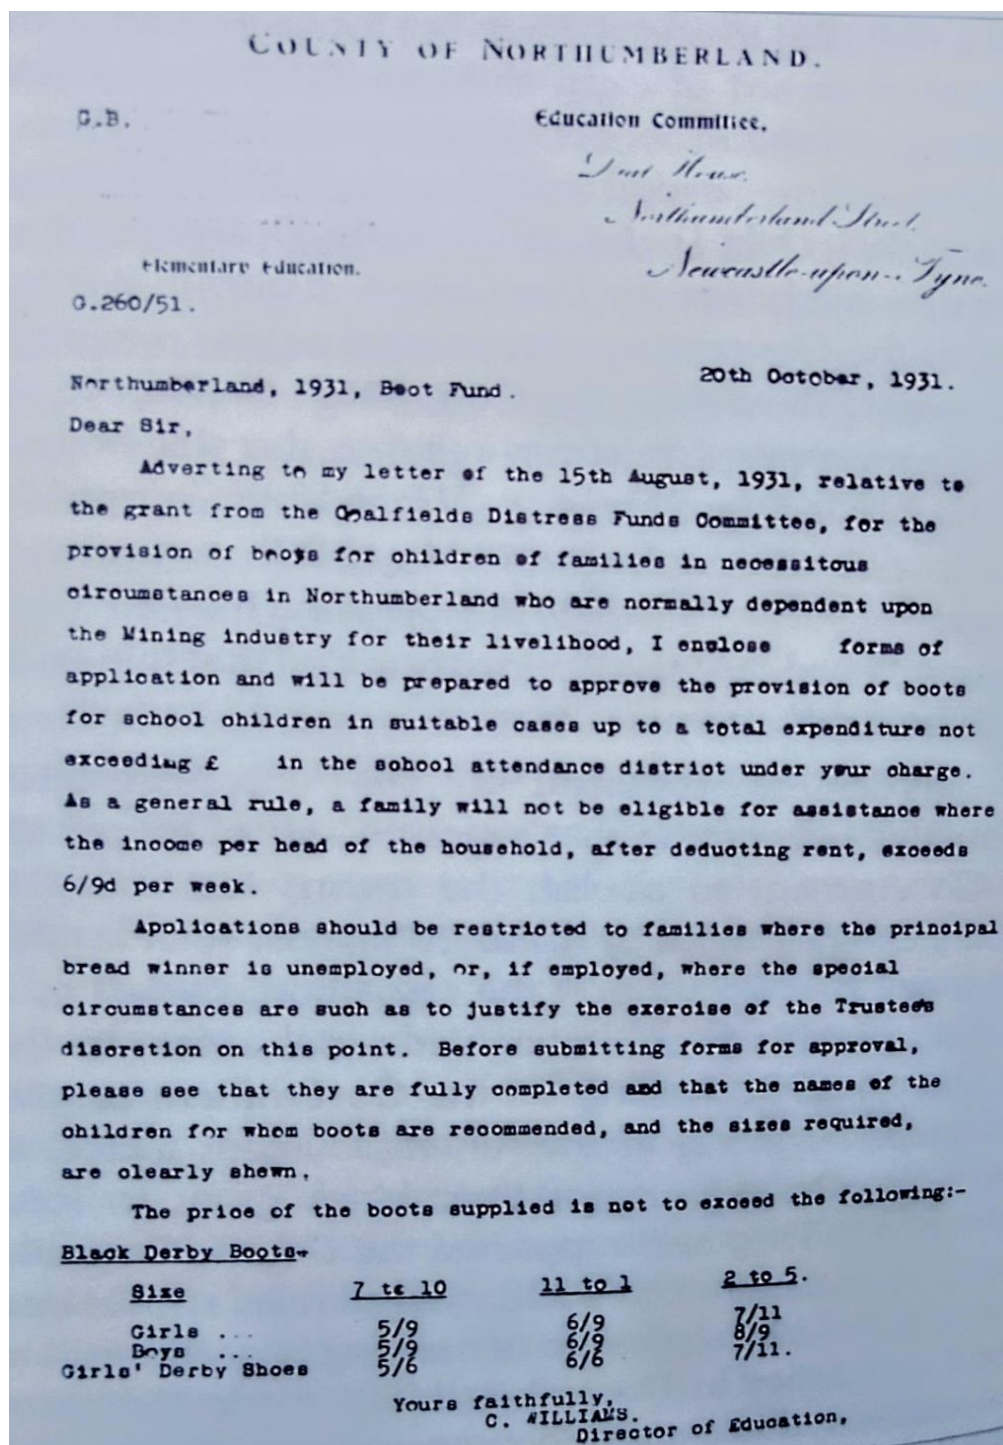 COUNTY OF NORTHUMBERLAND.
G.B.
Education Committee,
Dent House,
Northumberland Street,
Newcastle-upon-Tyne.
Elementary Education.
G.260/51.
20th October, 1931.
Northumberland, 1931, Boot Fund.
Dear Sir,
Adverting to my letter of the 15th August, 1931, relative to
the grant from the Coalfields Distress Funds Committee, for the
provision of boots for children of families in necessitous
circumstances in Northumberland who are normally dependent upon
the Mining industry for their livelihood, I enclose forms of
application and will be prepared to approve the provision of boots
for school children in suitable cases up to a total expenditure not
exceeding £ in the school attendance district under your charge.
As a general rule, a family will not be eligible for assistance where
the income per head of the household, after deducting rent, exceeds
6/9d per week.
Applications should be restricted to families where the principal
bread winner is unemployed, or, if employed, where the special
circumstances are such as to justify the exercise of the Trustees
discretion on this point. Before submitting forms for approval,
please see that they are fully completed and that the names of the
children for whom boots are recommended, and the sizes required,
are clearly shewn.
The price of the boots supplied is not to exceed the following:-
Black Derby Boots-
Size 7 to 10 11 to 1 2 to 5.
Girls ... 5/9 6/9 7/11
Boys ... 5/9 6/9 8/9
Girls' Derby Shoes 5/6 6/6 7/11.
Yours faithfully,
C. WILLIAMS.
Director of Education,